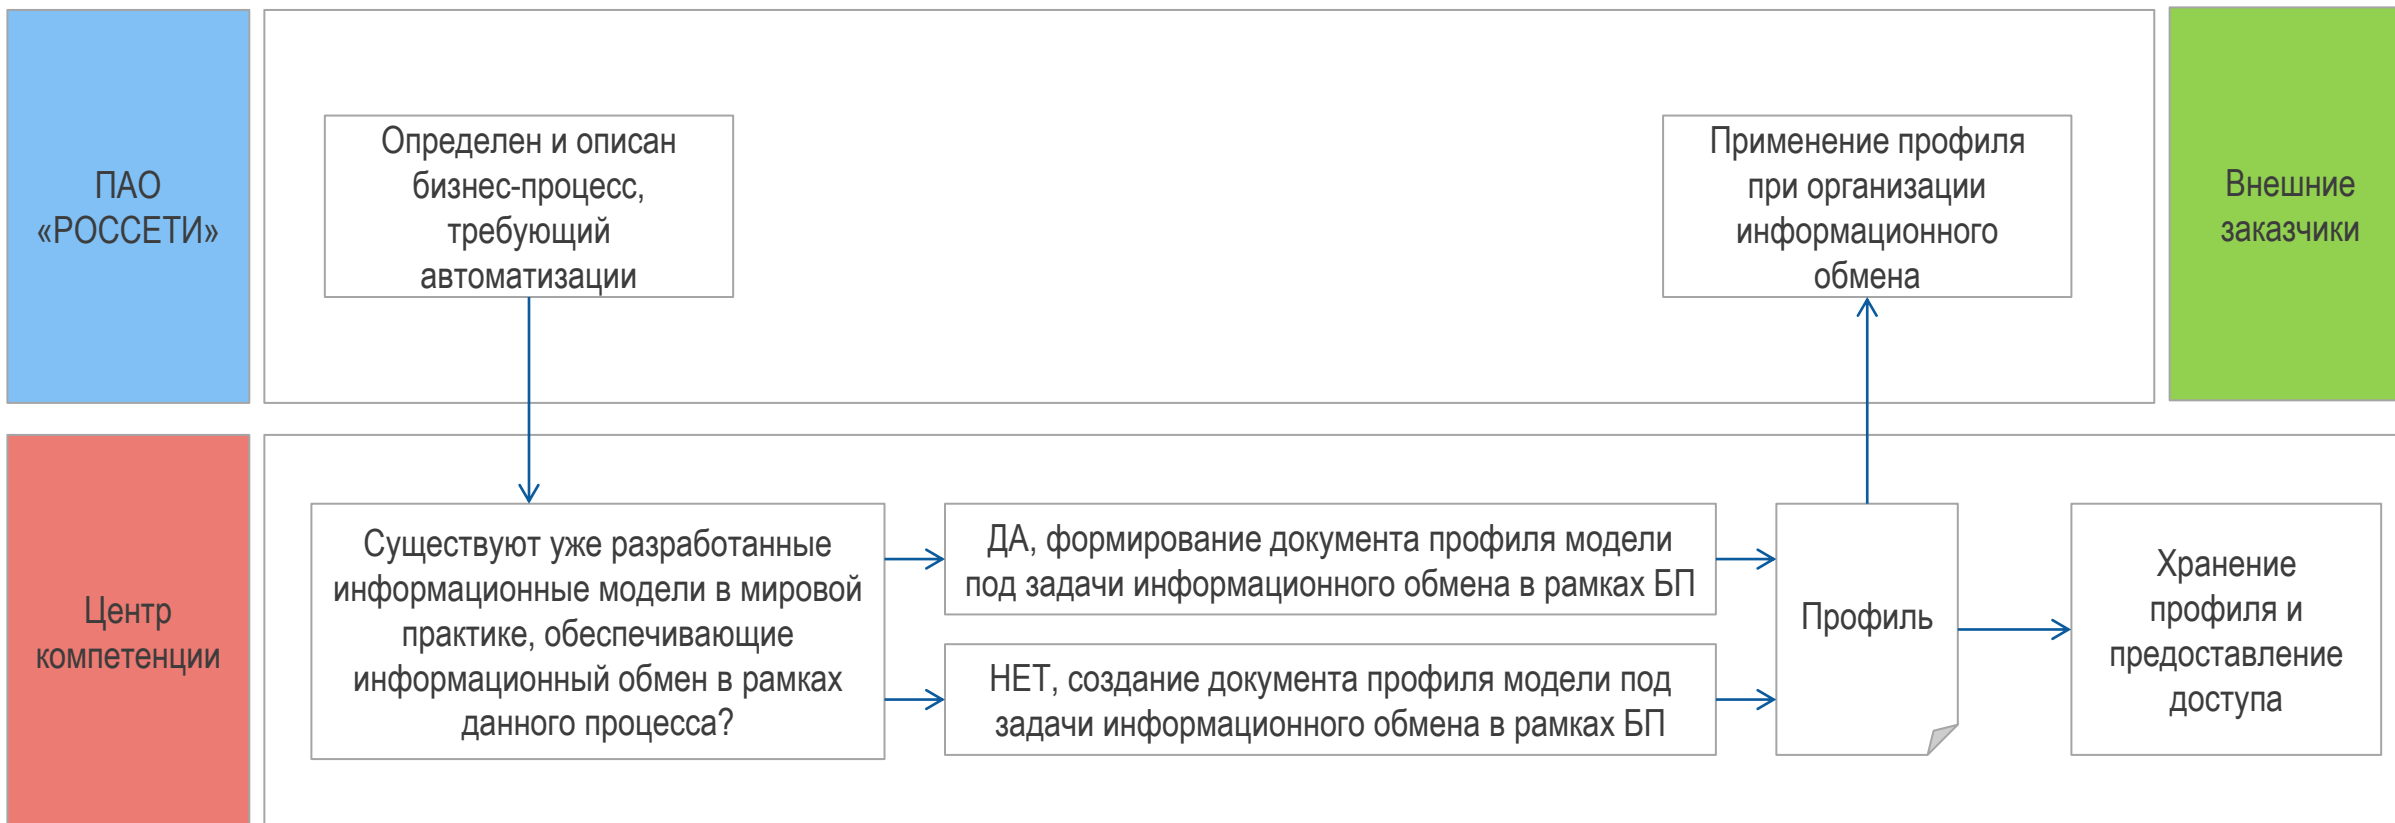 ПАО
«РОССЕТИ»
Определен и описан
бизнес-процесс,
требующий
автоматизации
Применение профиля
при организации
информационного
обмена
Внешние
заказчики
Центр
компетенции
Существуют уже разработанные
информационные модели в мировой
практике, обеспечивающие
информационный обмен в рамках
данного процесса?
ДА, формирование документа профиля модели
под задачи информационного обмена в рамках БП
НЕТ, создание документа профиля модели под
задачи информационного обмена в рамках БП
Профиль
Хранение
профиля и
предоставление
доступа